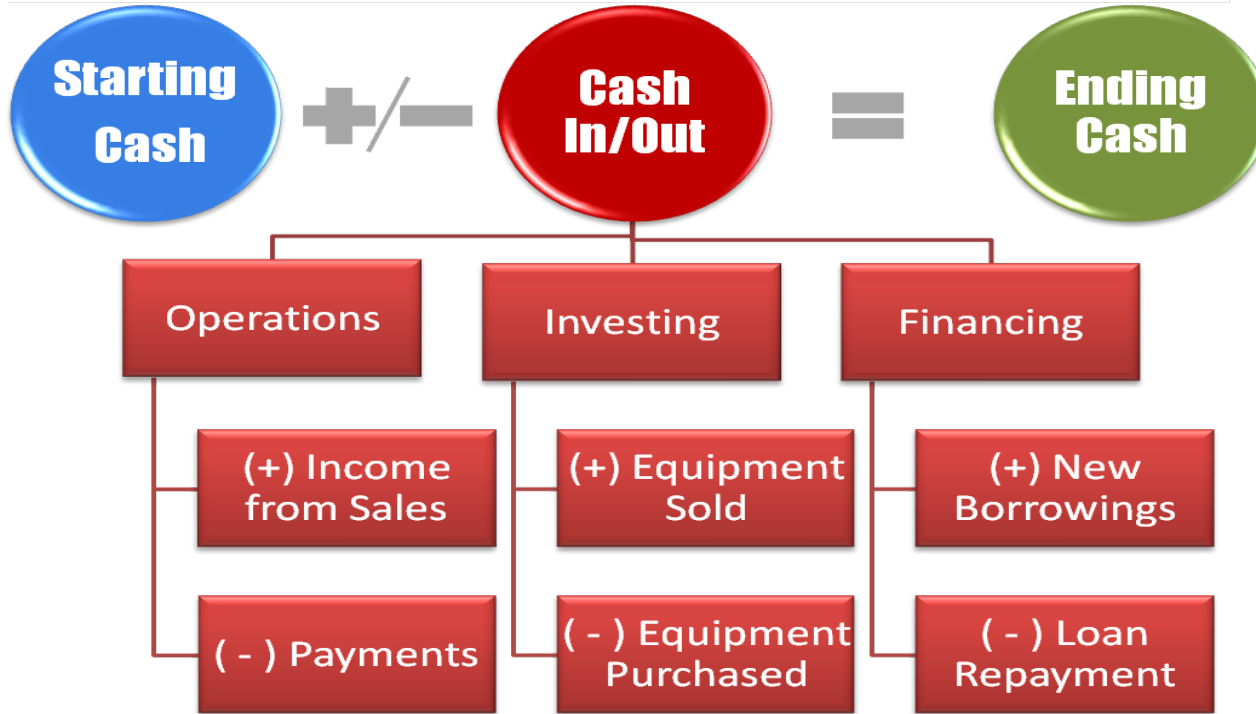 Starting
Cash
+/−
Cash
In/Out
=
Ending
Cash
Operations
Investing
Financing
(+) Income
from Sales
(+) Equipment
Sold
(+) New
Borrowings
( - ) Payments
( - ) Equipment
Purchased
( - ) Loan
Repayment